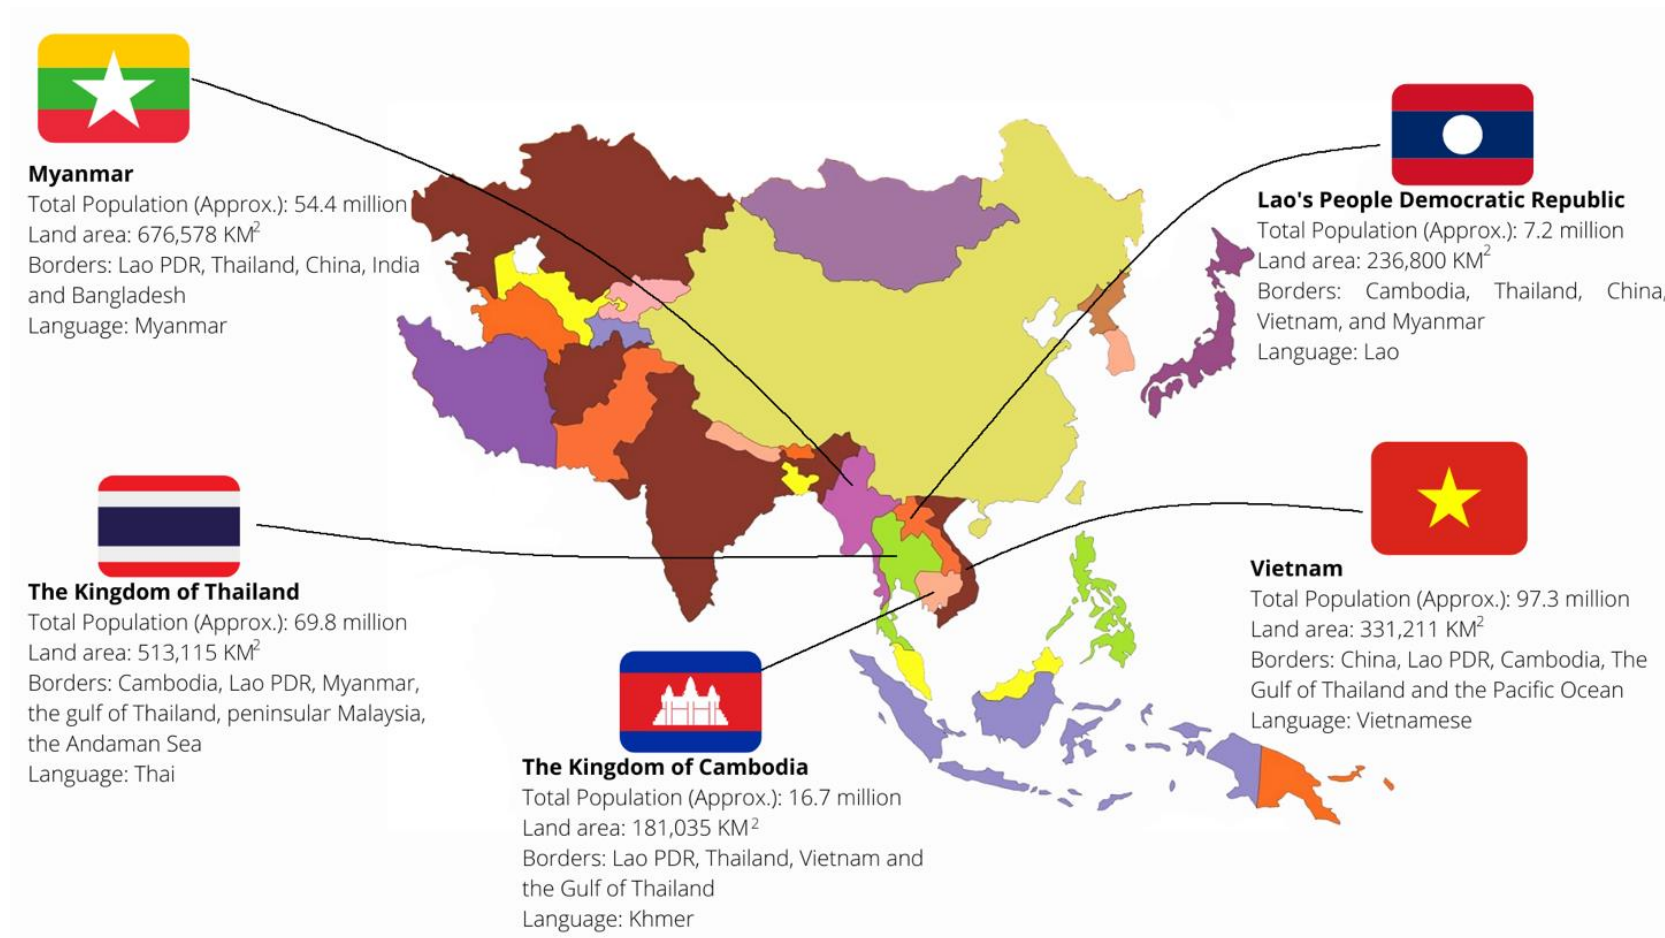 Myanmar
Total Population (Approx.): 54.4 million
Land area: 676,578 KM²
Borders: Lao PDR, Thailand, China, India
and Bangladesh
Language: Myanmar
Lao's People Democratic Republic
Total Population (Approx.): 7.2 million
Land area: 236,800 KM²
Borders: Cambodia, Thailand, China,
Vietnam, and Myanmar
Language: Lao
The Kingdom of Thailand
Total Population (Approx.): 69.8 million
Land area: 513,115 KM²
Borders: Cambodia, Lao PDR, Myanmar,
the gulf of Thailand, peninsular Malaysia,
the Andaman Sea
Language: Thai
Vietnam
Total Population (Approx.): 97.3 million
Land area: 331,211 KM²
Borders: China, Lao PDR, Cambodia, The
Gulf of Thailand and the Pacific Ocean
Language: Vietnamese
The Kingdom of Cambodia
Total Population (Approx.): 16.7 million
Land area: 181,035 KM²
Borders: Lao PDR, Thailand, Vietnam and
the Gulf of Thailand
Language: Khmer